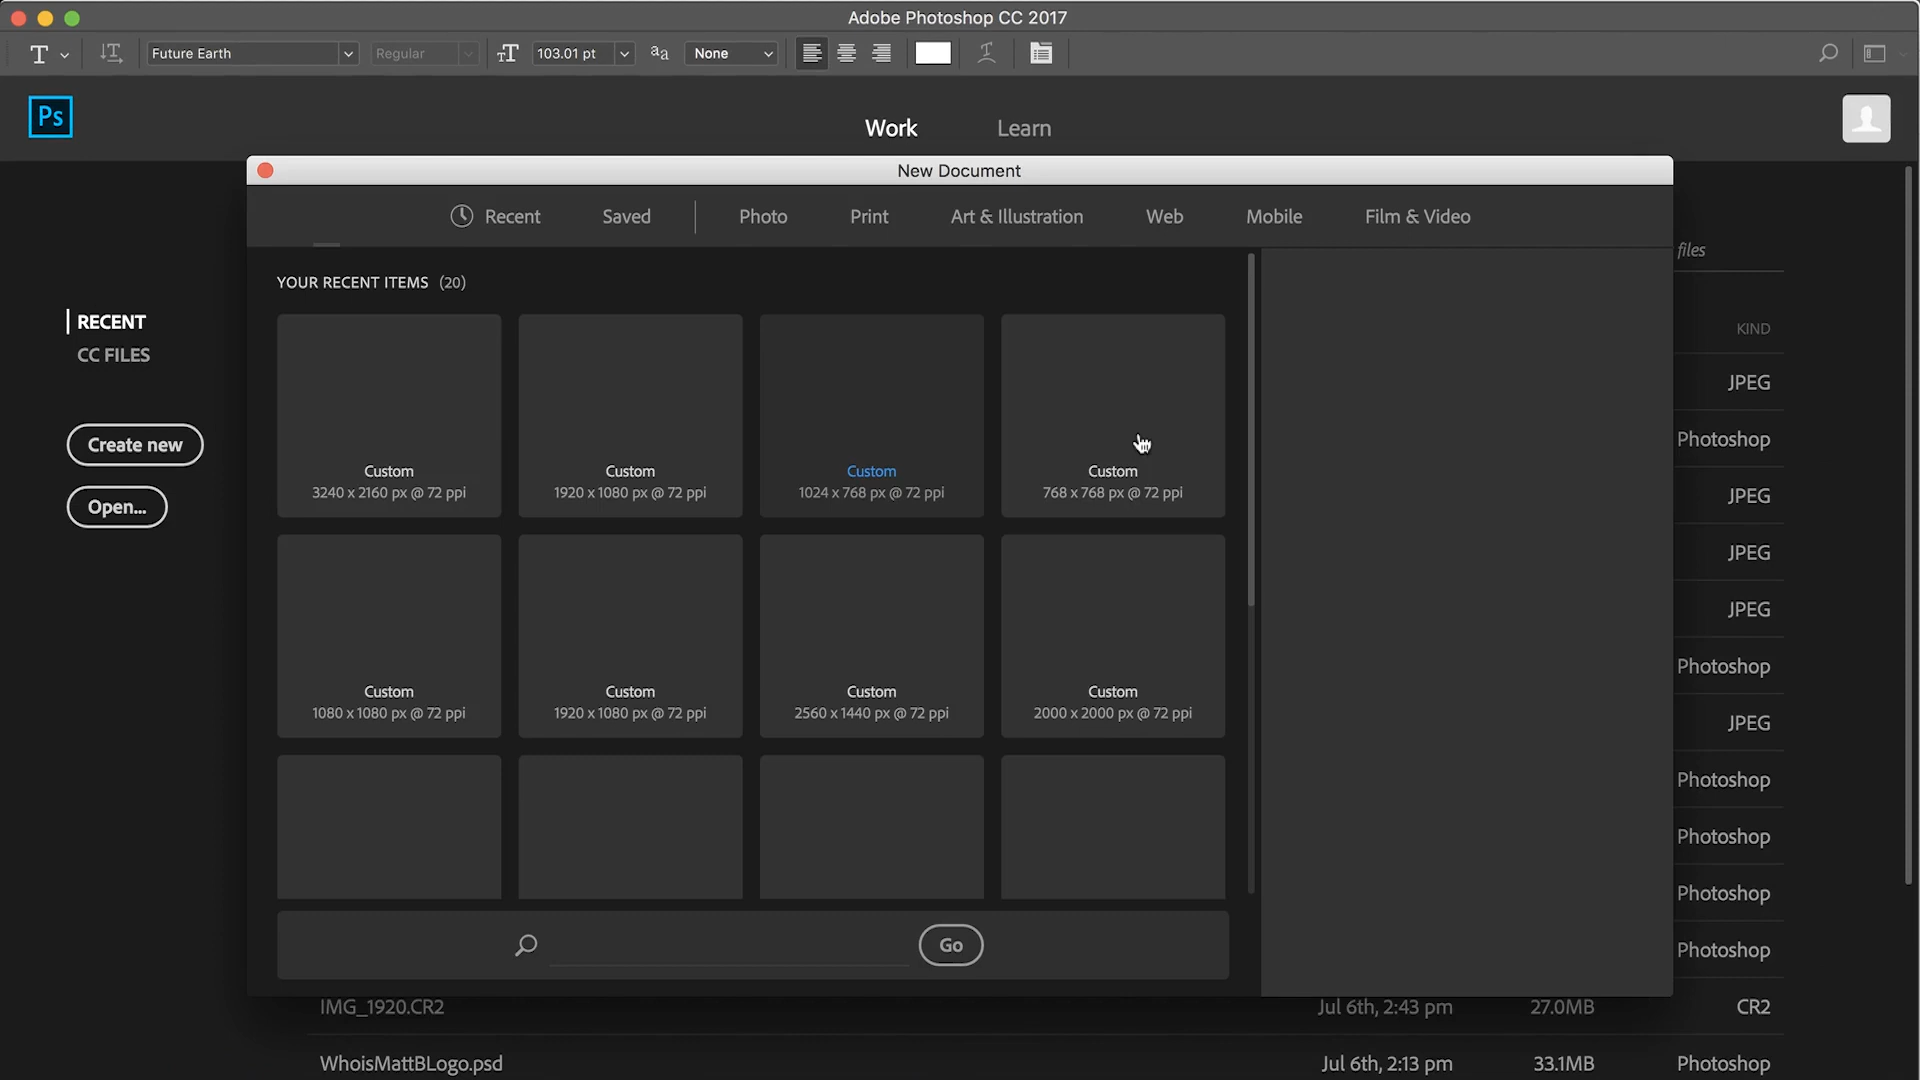 Adobe Photoshop CC 2017
T Future Earth Regular 103.01 pt aa None
Ps
Work Learn
New Document
Recent Saved Photo Print Art & Illustration Web Mobile Film & Video
files
YOUR RECENT ITEMS (20)
RECENT
CC FILES
KIND
JPEG
Photoshop
Create new
Custom Custom Custom Custom
3240 x 2160 px @ 72 ppi 1920 x 1080 px @ 72 ppi 1024 x 768 px @ 72 ppi 768 x 768 px @ 72 ppi
JPEG
Open...
JPEG
JPEG
Photoshop
Custom Custom Custom Custom
1080 x 1080 px @ 72 ppi 1920 x 1080 px @ 72 ppi 2560 x 1440 px @ 72 ppi 2000 x 2000 px @ 72 ppi
JPEG
Photoshop
Photoshop
Photoshop
Go
Photoshop
IMG_1920.CR2 Jul 6th, 2:43 pm 27.0MB CR2
WhoisMattBLogo.psd Jul 6th, 2:13 pm 33.1MB Photoshop